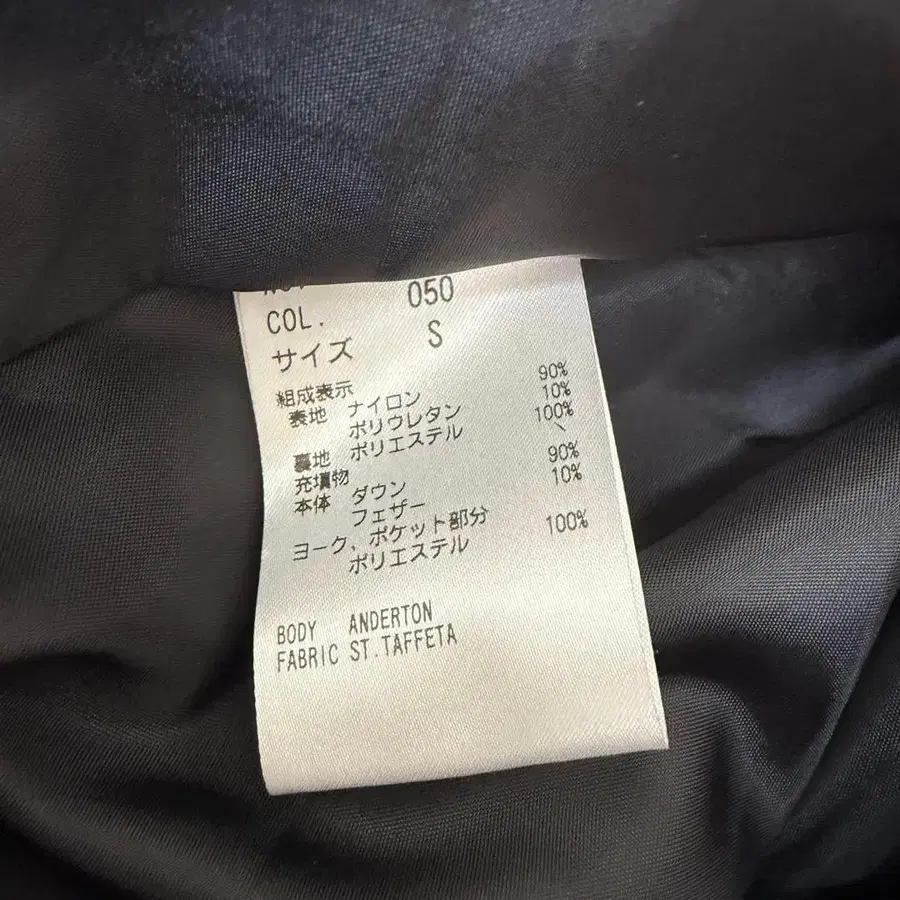 COL. 050
サイズ S
組成表示
表地 ナイロン 90%
ポリウレタン 10%
裏地 ポリエステル 100%
充填物
本体 ダウン 90%
フェザー 10%
ヨーク、ポケット部分
ポリエステル 100%
BODY ANDERTON
FABRIC ST.TAFFETA